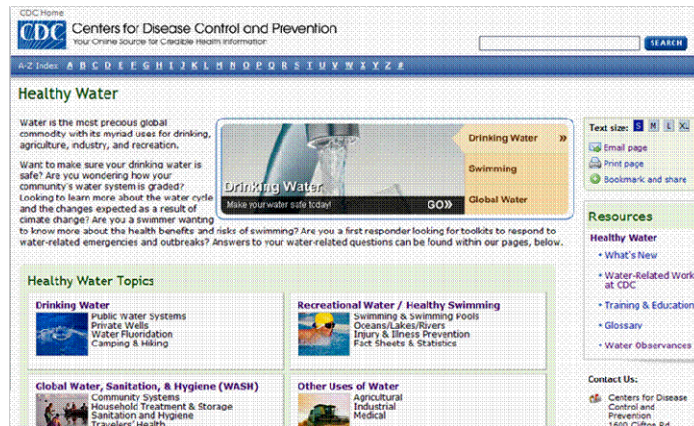 CDC Home
CDC
Centers for Disease Control and Prevention
Your Online Source for Credible Health Information
SEARCH
A-Z Index A B C D E F G H I J K L M N O P Q R S T U V W X Y Z #
Healthy Water
Water is the most precious global
commodity with its myriad uses for drinking,
agriculture, industry, and recreation.
Want to make sure your drinking water is
safe? Are you wondering how your
community's water system is graded?
Looking to learn more about the water cycle
and the changes expected as a result of
climate change? Are you a swimmer wanting
to know more about the health benefits and risks of swimming? Are you a first responder looking for toolkits to respond to
water-related emergencies and outbreaks? Answers to your water-related questions can be found within our pages, below.
Drinking Water
Make your water safe today!
GO»
Drinking Water »
Swimming
Global Water
Text size: S M L XL
Email page
Print page
Bookmark and share
Resources
Healthy Water
• What's New
• Water-Related Work
at CDC
• Training & Education
• Glossary
• Water Observances
Contact Us:
Centers for Disease
Control and
Prevention
1600 Clifton Rd
Healthy Water Topics
Drinking Water
Public Water Systems
Private Wells
Water Fluoridation
Camping & Hiking
Recreational Water / Healthy Swimming
Swimming & Swimming Pools
Oceans/Lakes/Rivers
Injury & Illness Prevention
Fact Sheets & Statistics
Global Water, Sanitation, & Hygiene (WASH)
Community Systems
Household Treatment & Storage
Sanitation and Hygiene
Travelers' Health
Other Uses of Water
Agricultural
Industrial
Medical